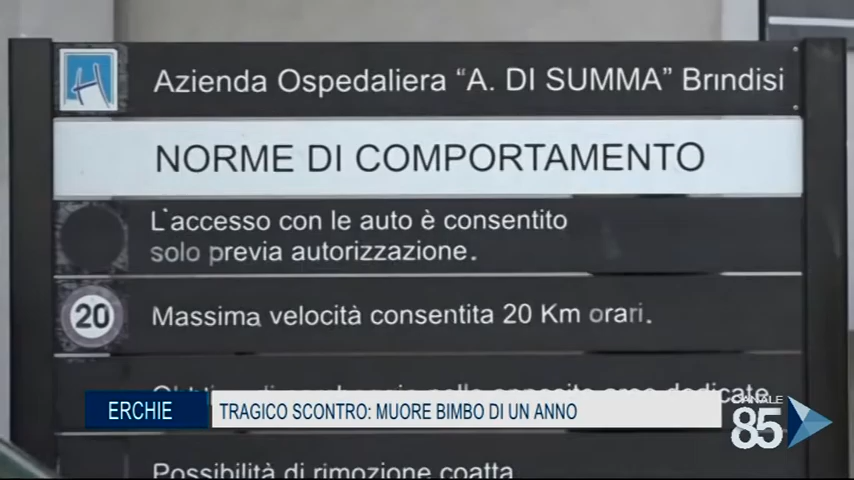 Azienda Ospedaliera “A. DI SUMMA” Brindisi
NORME DI COMPORTAMENTO
L'accesso con le auto è consentito
solo previa autorizzazione.
20
Massima velocità consentita 20 Km orari.
dedicate
ERCHIE
TRAGICO SCONTRO: MUORE BIMBO DI UN ANNO
CANALE
85
Possibilità di rimozione coatta